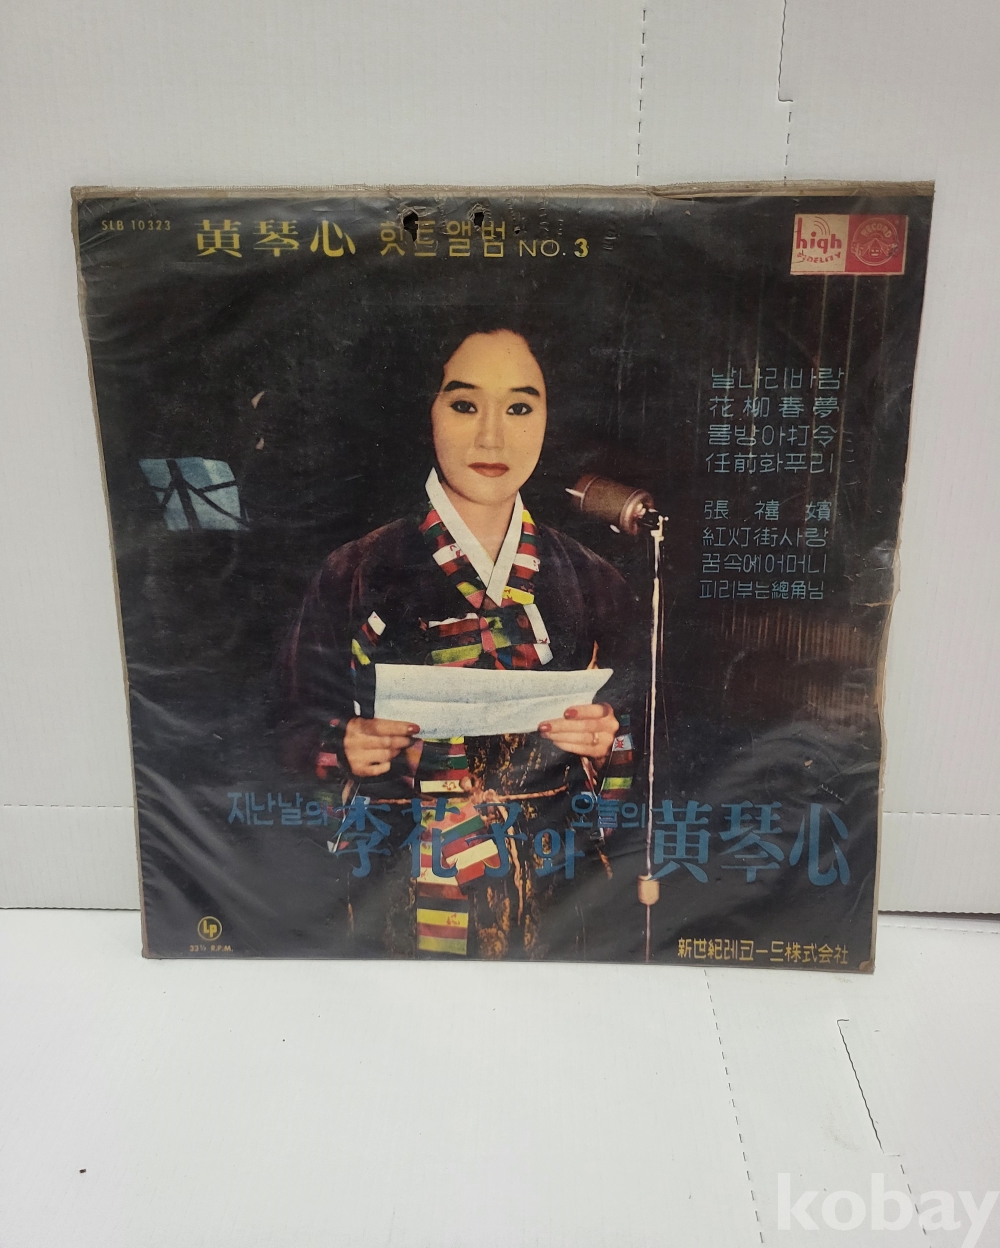 SLB 10323
黄琴心 힛트앨범 NO. 3
high
FIDELITY
RECORD
날나리바람
花柳春夢
물방아打令
任前화푸리
張禧嬪
紅灯街사랑
꿈속에어머니
피리부는總角님
지난날의 李花子와 오늘의 黄琴心
LP
33⅓ R.P.M.
新世紀레코ー드株式会社
kobay